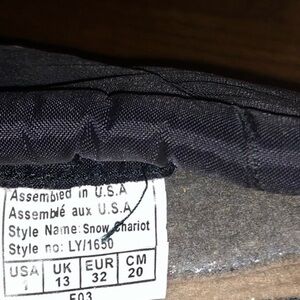 Assembled in U.S.A
Assemblé aux U.S.A
Style Name: Snow Chariot
Style no: LY/1650
USA UK EUR CM
1 13 32 20
F03